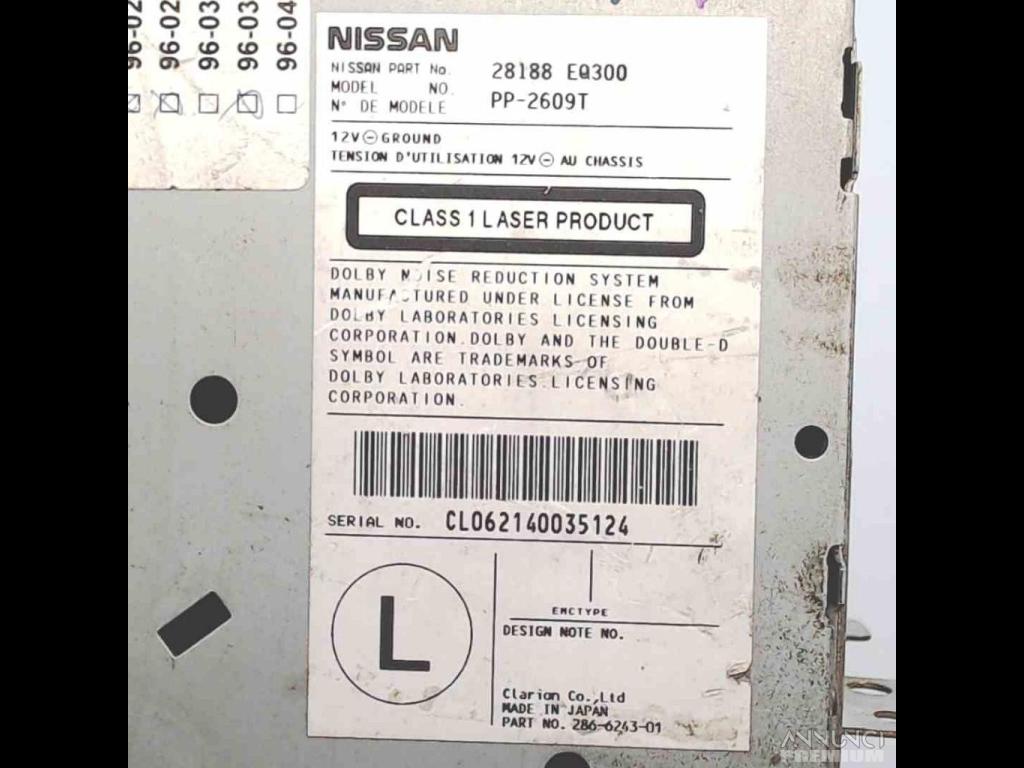 96-02
96-02
96-03
96-03
96-04
NISSAN
NISSAN PART No. 28188 EQ300
MODEL NO. PP-2609T
N° DE MODELE
12V⊖GROUND
TENSION D'UTILISATION 12V⊖ AU CHASSIS
CLASS 1 LASER PRODUCT
DOLBY NOISE REDUCTION SYSTEM
MANUFACTURED UNDER LICENSE FROM
DOLBY LABORATORIES LICENSING
CORPORATION.DOLBY AND THE DOUBLE-D
SYMBOL ARE TRADEMARKS OF
DOLBY LABORATORIES.LICENSING
CORPORATION.
SERIAL NO. CL062140035124
L
EMCTYPE
DESIGN NOTE NO.
Clarion Co.,Ltd
MADE IN JAPAN
PART NO. 286-6243-01
ANNUNCI
PREMIUM